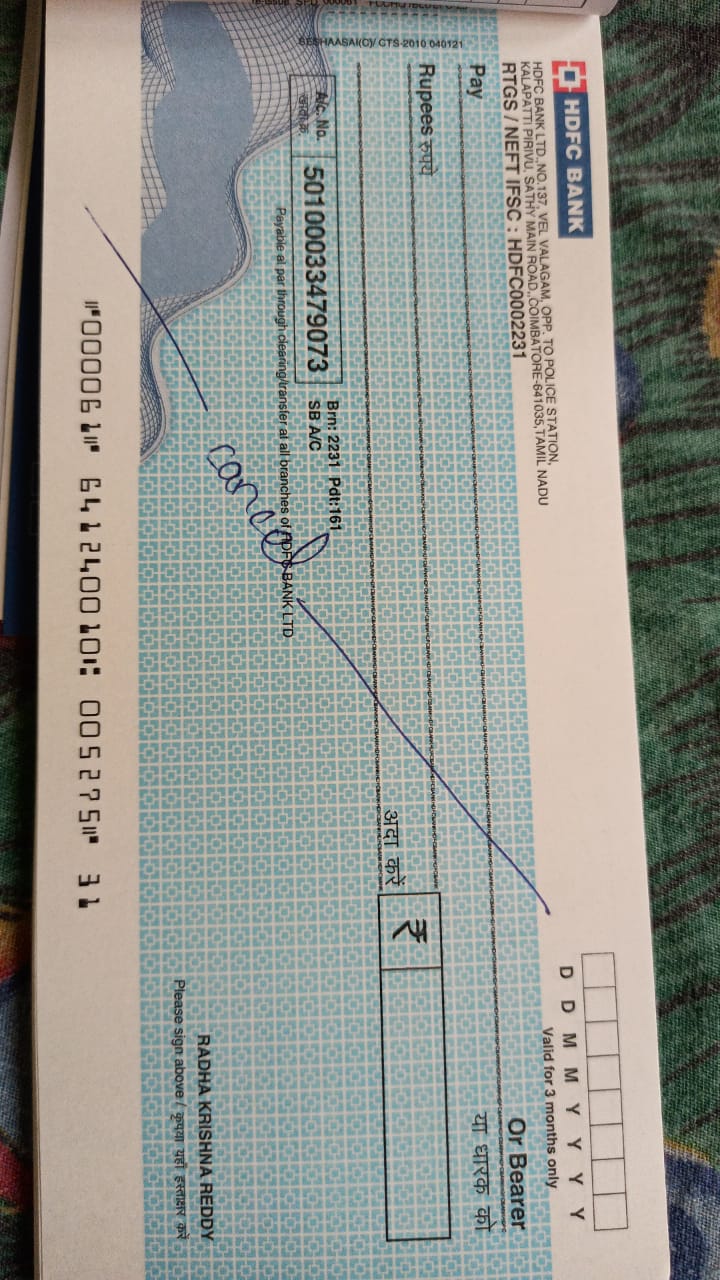 HDFC BANK
HDFC BANK LTD.,NO.137, VEL VALAGAM, OPP. TO POLICE STATION,
KALAPATTI PIRIVU, SATHY MAIN ROAD,,COIMBATORE-641035,TAMIL NADU
RTGS / NEFT IFSC : HDFC0002231
D D M M Y Y Y Y
Valid for 3 months only
Pay
Or Bearer
या धारक को
Rupees रुपये
अदा करें
₹
A/c. No.
खाता क्र.
50100033479073
Brn: 2231 Pdt:161
SB A/C
Payable at par through clearing/transfer at all branches of HDFC BANK LTD
cancel
SESHAASAI(C)/ CTS-2010 040121
RADHA KRISHNA REDDY
Please sign above / कृपया यहाँ हस्ताक्षर करें
⑈000061⑈ 641240010⑆ 005275⑈ 31